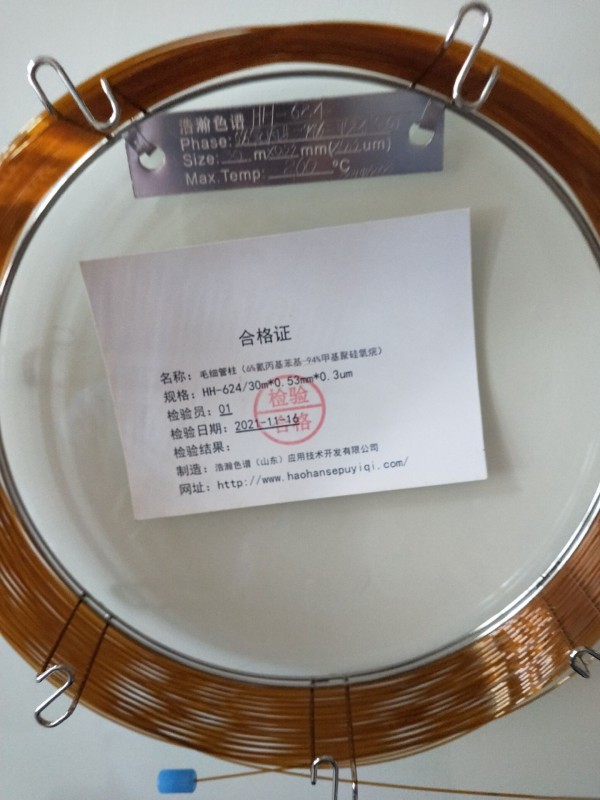 浩瀚色谱 HH-624
Phase:
Size: 30 m mm( um)
Max.Temp: ℃
合格证
名称：毛细管柱（6%氰丙基苯基-94%甲基聚硅氧烷）
规格：HH-624/30m*0.53mm*0.3um
检验员：01
检验日期：2021-11-16
检验结果：
检验
合格
制造：浩瀚色谱（山东）应用技术开发有限公司
网址：http://www.haohansepuyiqi.com/